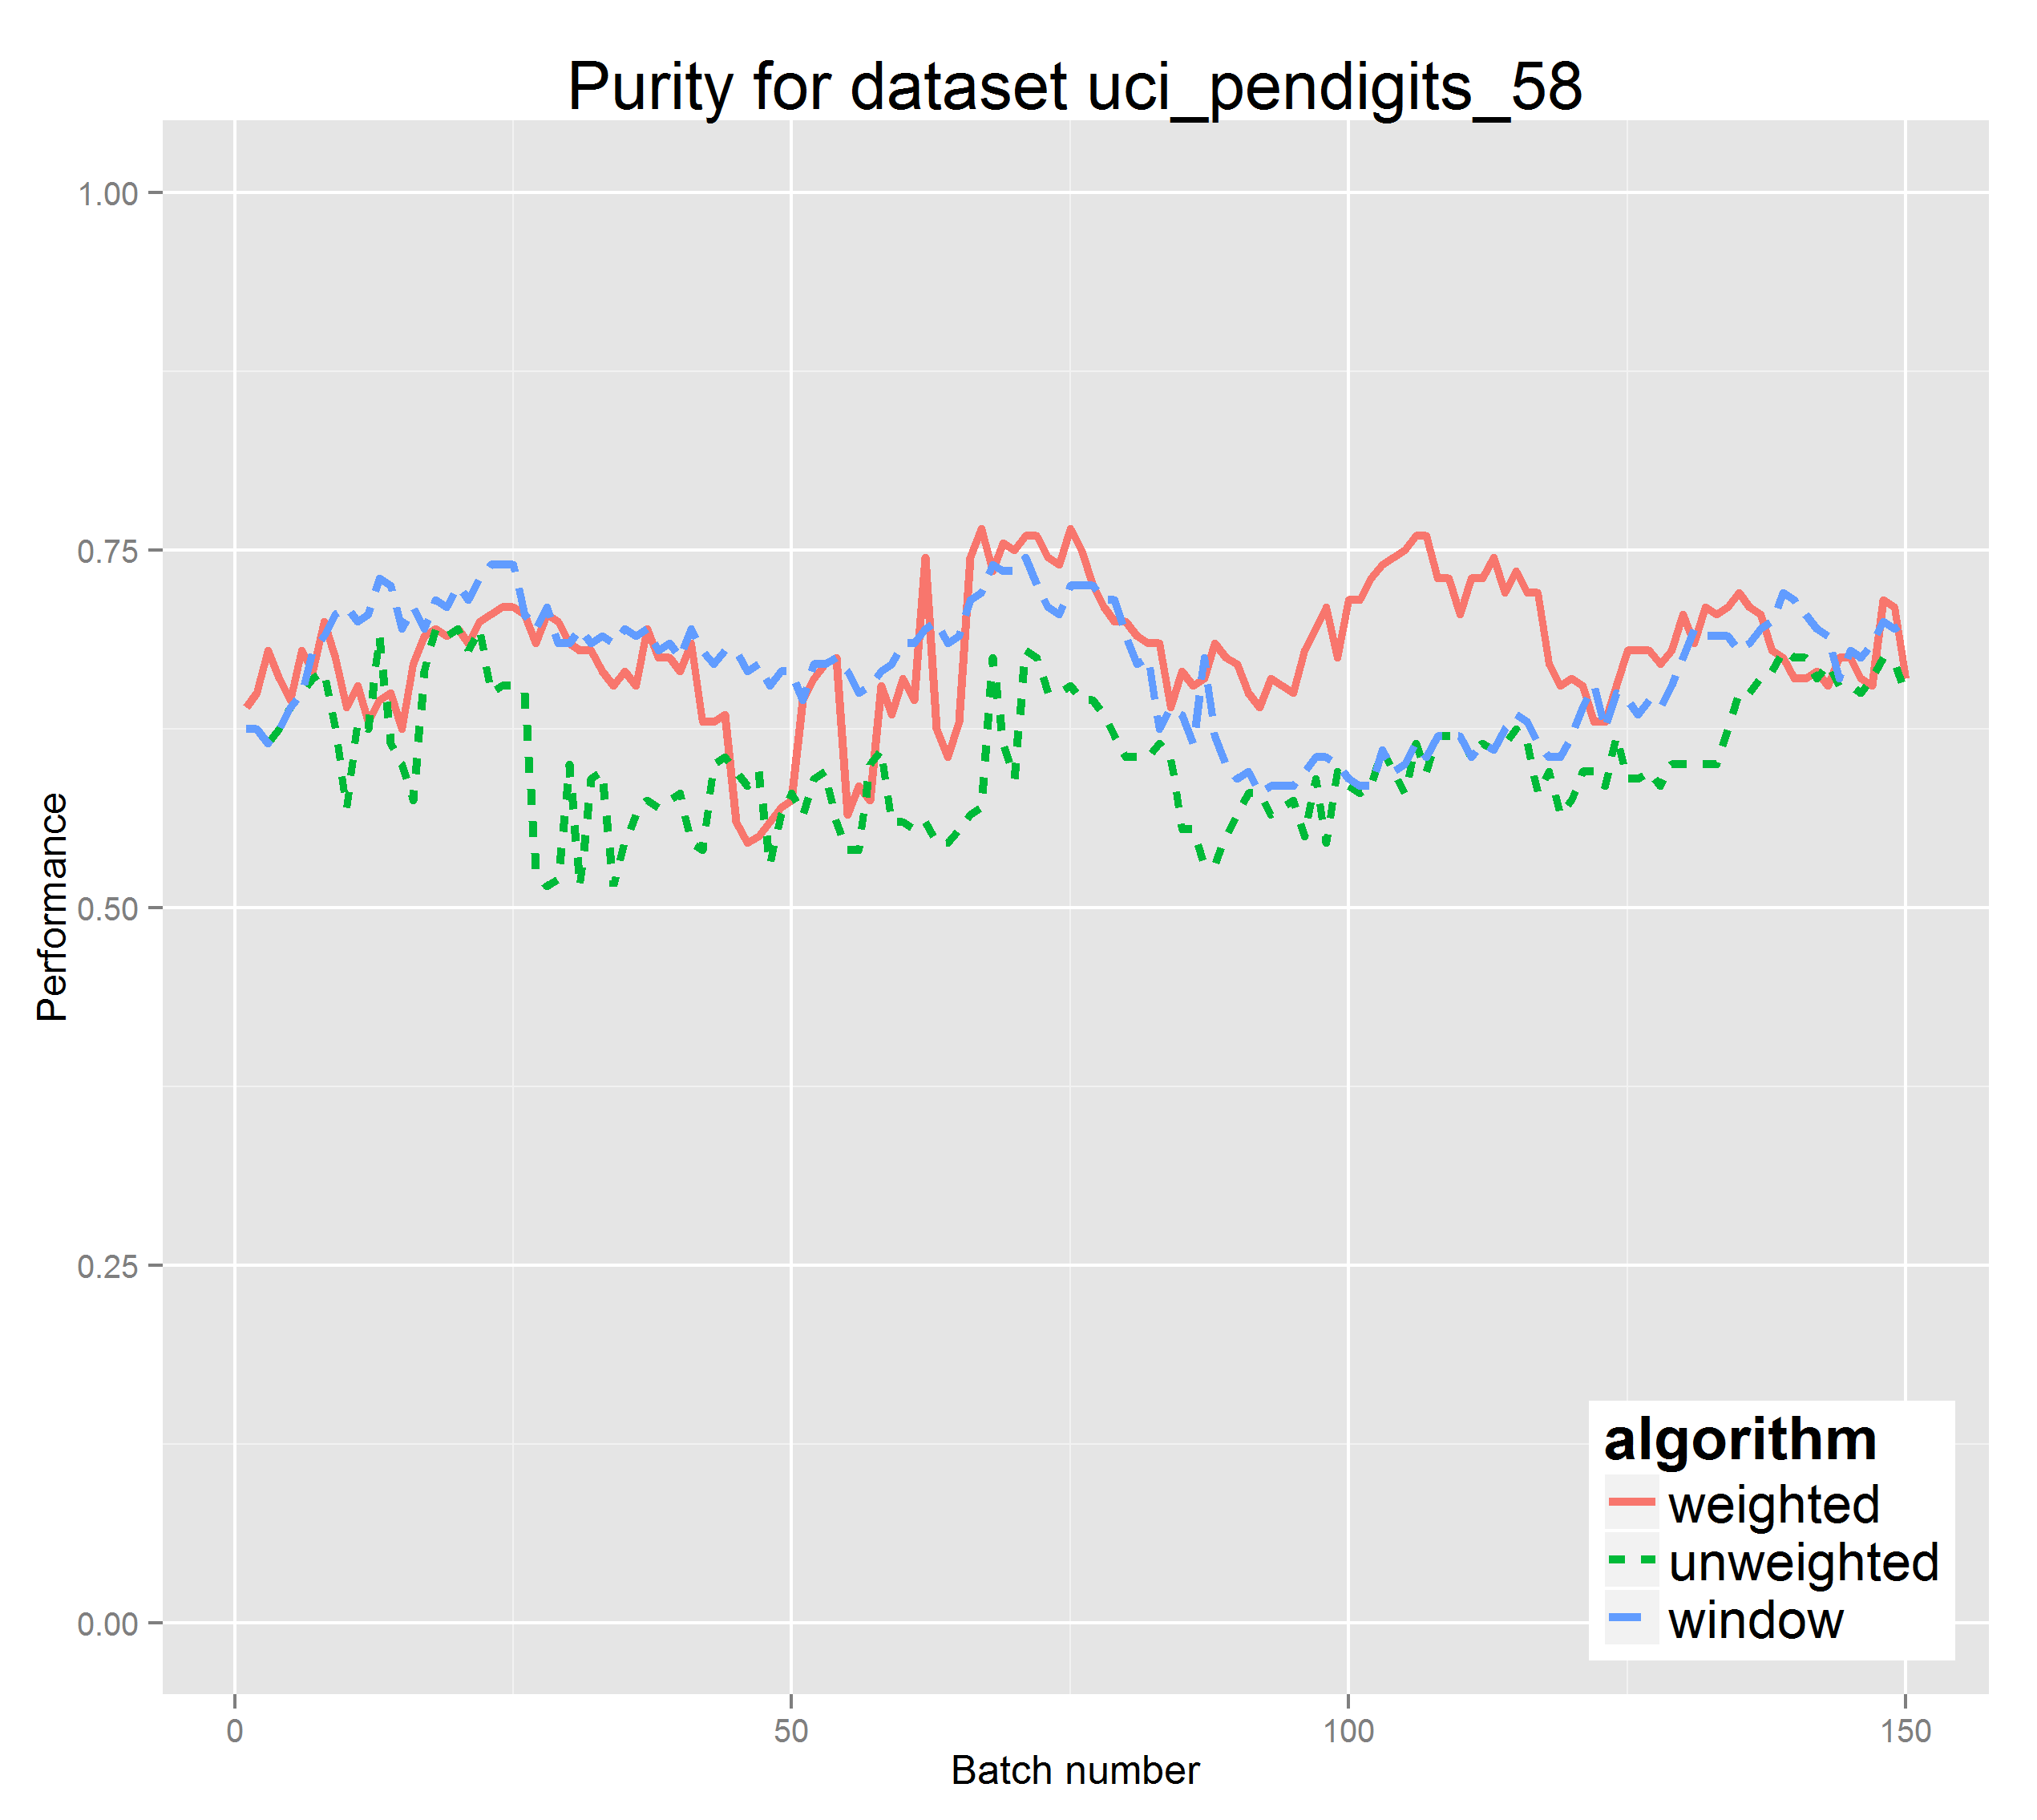 Purity for dataset uci_pendigits_58
1.00
0.75
0.50
0.25
0.00
Performance
0
50
100
150
Batch number
algorithm
weighted
unweighted
window